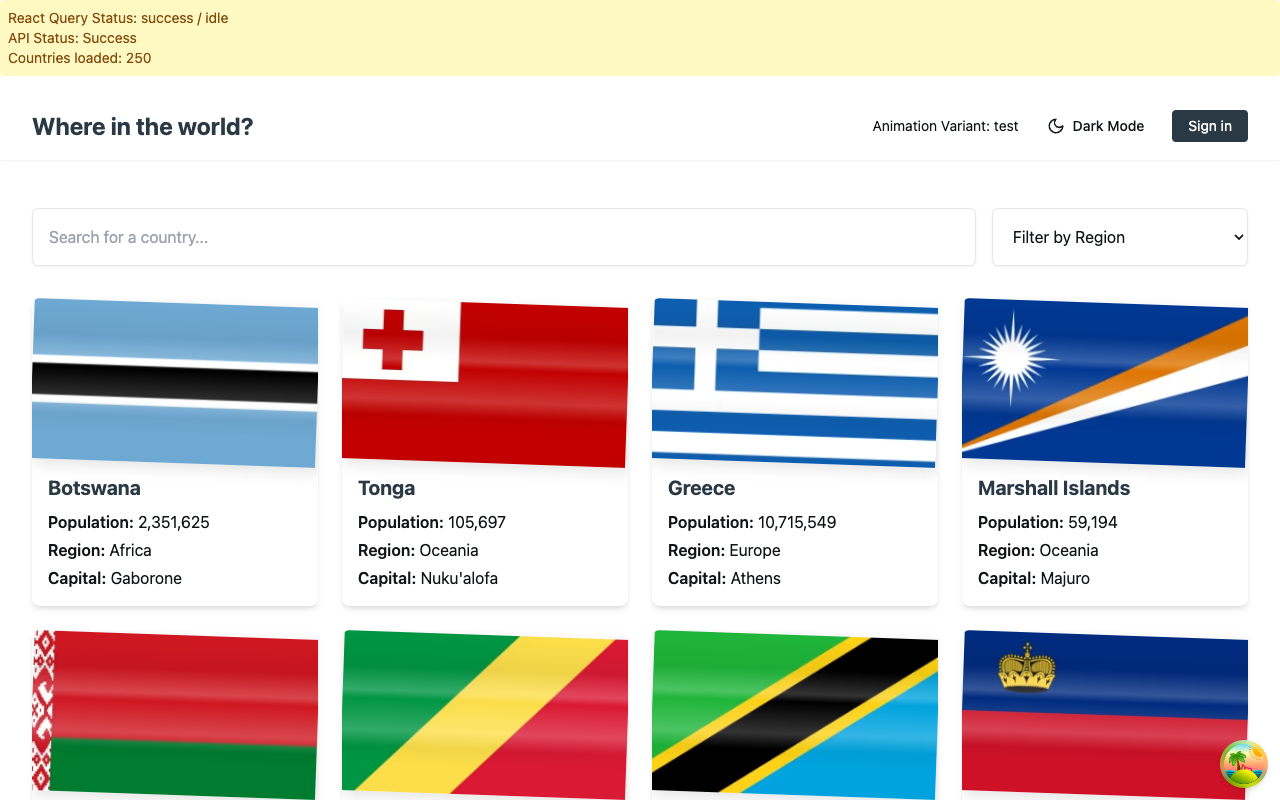 React Query Status: success / idle
API Status: Success
Countries loaded: 250
Where in the world?
Animation Variant: test
Dark Mode
Sign in
Search for a country...
Filter by Region
Botswana
Population: 2,351,625
Region: Africa
Capital: Gaborone
Tonga
Population: 105,697
Region: Oceania
Capital: Nuku'alofa
Greece
Population: 10,715,549
Region: Europe
Capital: Athens
Marshall Islands
Population: 59,194
Region: Oceania
Capital: Majuro